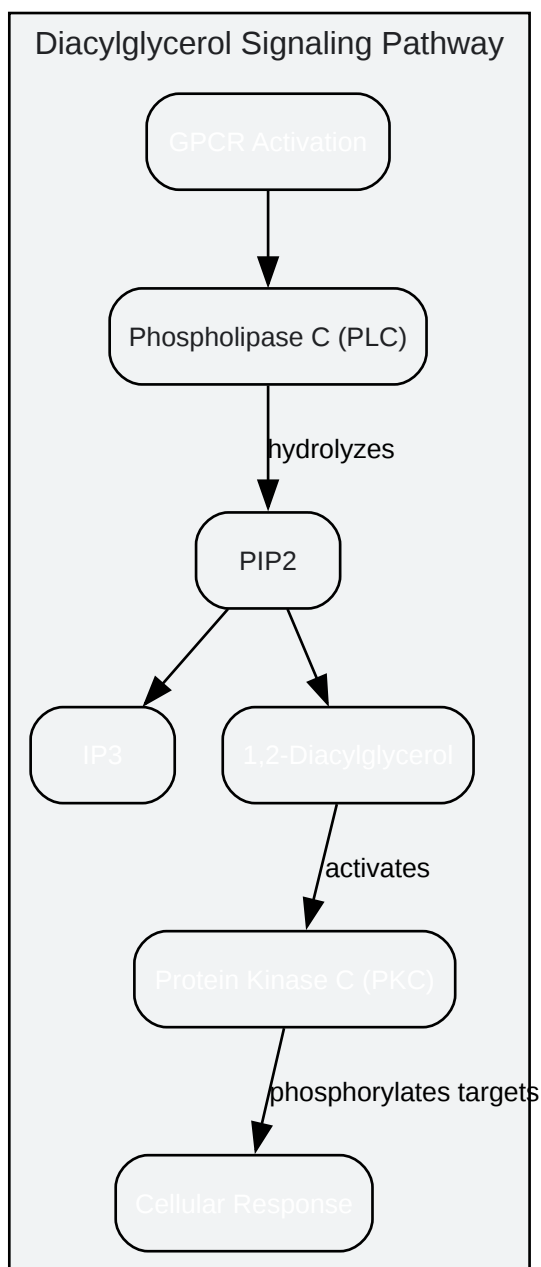 Diacylglycerol Signaling Pathway
GPCR Activation
Phospholipase C (PLC)
hydrolyzes
PIP2
IP3
1,2-Diacylglycerol
activates
Protein Kinase C (PKC)
phosphorylates targets
Cellular Response